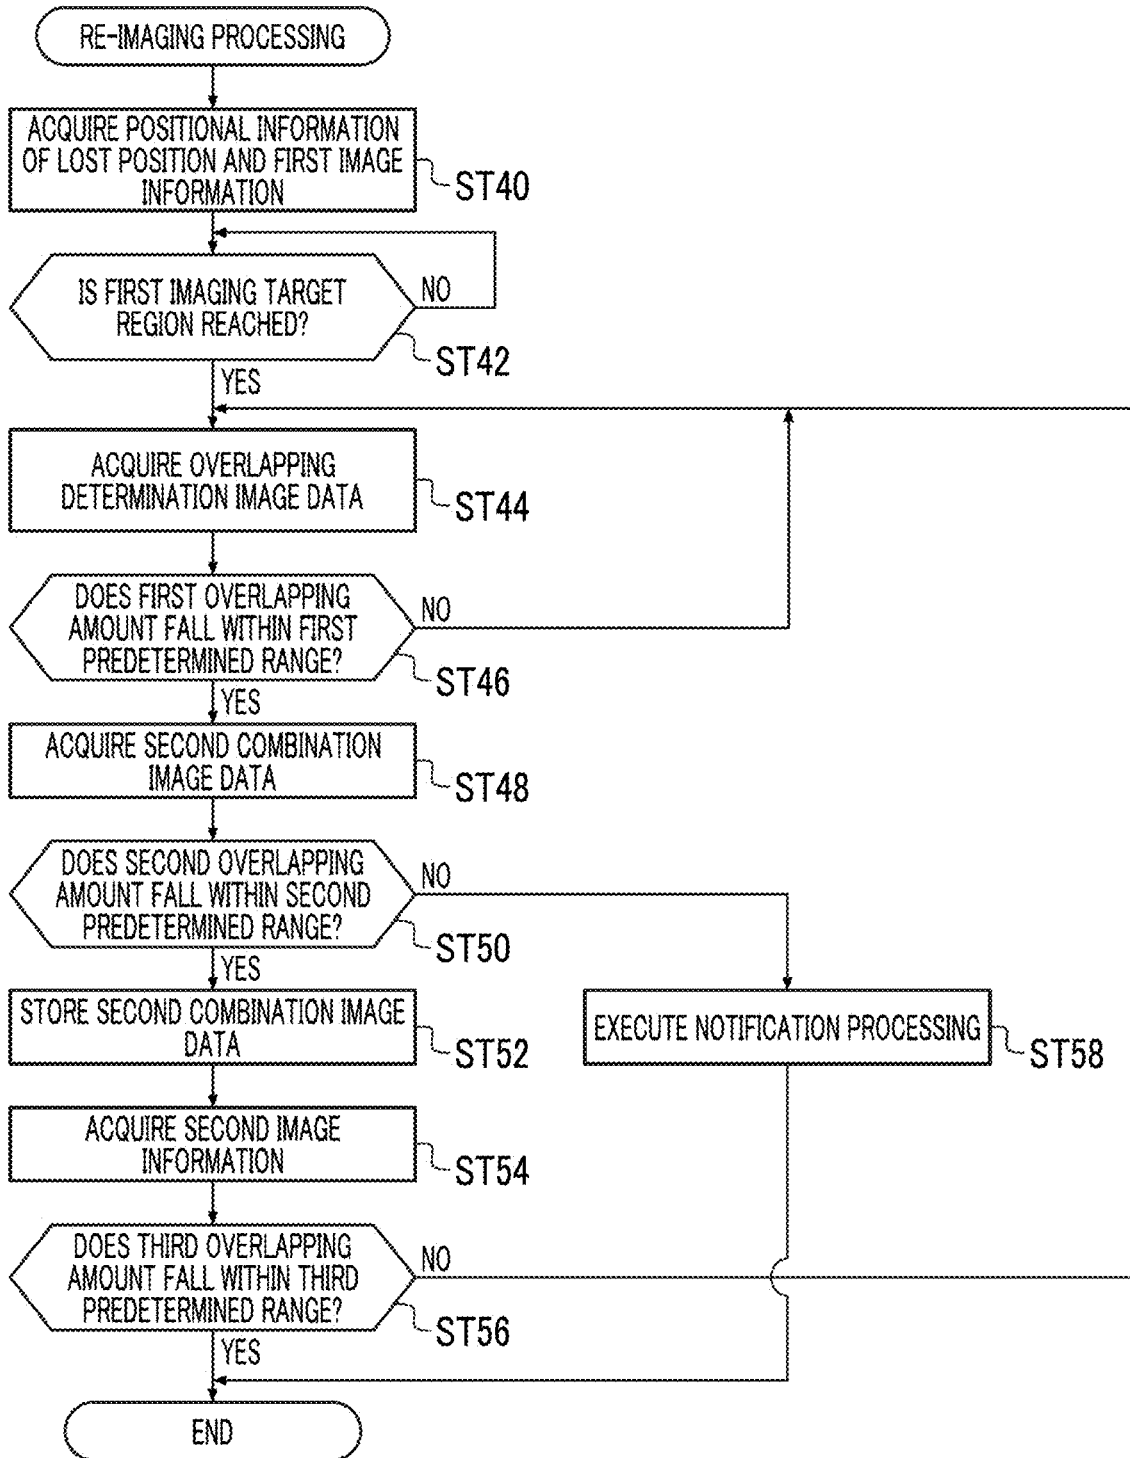 RE-IMAGING PROCESSING
ACQUIRE POSITIONAL INFORMATION
OF LOST POSITION AND FIRST IMAGE
INFORMATION
ST40
IS FIRST IMAGING TARGET
REGION REACHED?
NO
ST42
YES
ACQUIRE OVERLAPPING
DETERMINATION IMAGE DATA
ST44
DOES FIRST OVERLAPPING
AMOUNT FALL WITHIN FIRST
PREDETERMINED RANGE?
NO
ST46
YES
ACQUIRE SECOND COMBINATION
IMAGE DATA
ST48
DOES SECOND OVERLAPPING
AMOUNT FALL WITHIN SECOND
PREDETERMINED RANGE?
NO
ST50
YES
STORE SECOND COMBINATION IMAGE
DATA
ST52
EXECUTE NOTIFICATION PROCESSING
ST58
ACQUIRE SECOND IMAGE
INFORMATION
ST54
DOES THIRD OVERLAPPING
AMOUNT FALL WITHIN THIRD
PREDETERMINED RANGE?
NO
ST56
YES
END